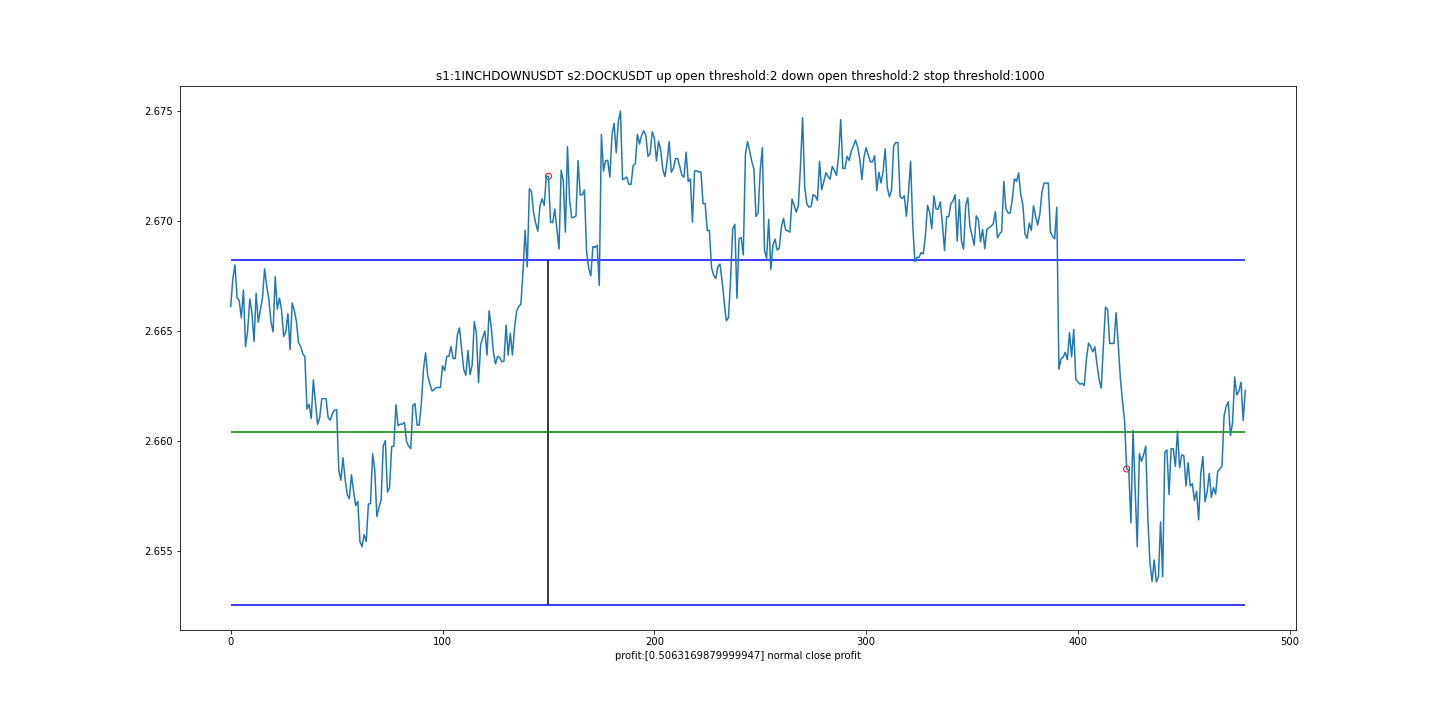 s1:1INCHDOWNUSDT s2:DOCKUSDT up open threshold:2 down open threshold:2 stop threshold:1000
2.675
2.670
2.665
2.660
2.655
0 100 200 300 400 500
profit:[0.5063169879999947] normal close profit